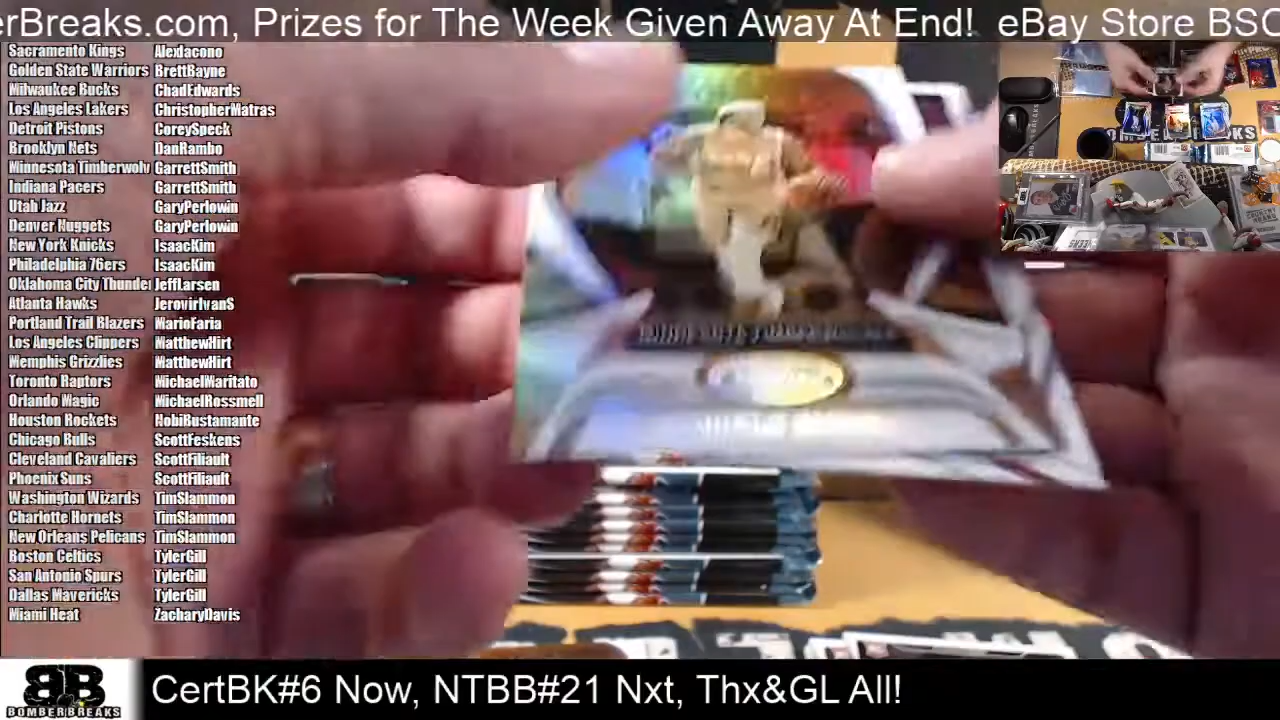 erBreaks.com, Prizes for The Week Given Away At End!  eBay Store BSC
Sacramento Kings AlexIacono
Golden State Warriors BrettBayne
Milwaukee Bucks ChadEdwards
Los Angeles Lakers ChristopherMatras
Detroit Pistons CoreySpeck
Brooklyn Nets DanRambo
Minnesota Timberwolv GarrettSmith
Indiana Pacers GarrettSmith
Utah Jazz GaryPerlowin
Denver Nuggets GaryPerlowin
New York Knicks IsaacKim
Philadelphia 76ers IsaacKim
Oklahoma City Thunder JeffLarsen
Atlanta Hawks JerovirIvanS
Portland Trail Blazers MarioFaria
Los Angeles Clippers MatthewHirt
Memphis Grizzlies MatthewHirt
Toronto Raptors MichaelMaritato
Orlando Magic MichaelRossmell
Houston Rockets NobiBustamante
Chicago Bulls ScottFeskens
Cleveland Cavaliers ScottFiliault
Phoenix Suns ScottFiliault
Washington Wizards TimSlammon
Charlotte Hornets TimSlammon
New Orleans Pelicans TimSlammon
Boston Celtics TylerGill
San Antonio Spurs TylerGill
Dallas Mavericks TylerGill
Miami Heat ZacharyDavis
BB
BOMBERBREAKS
CertBK#6 Now, NTBB#21 Nxt, Thx&GL All!